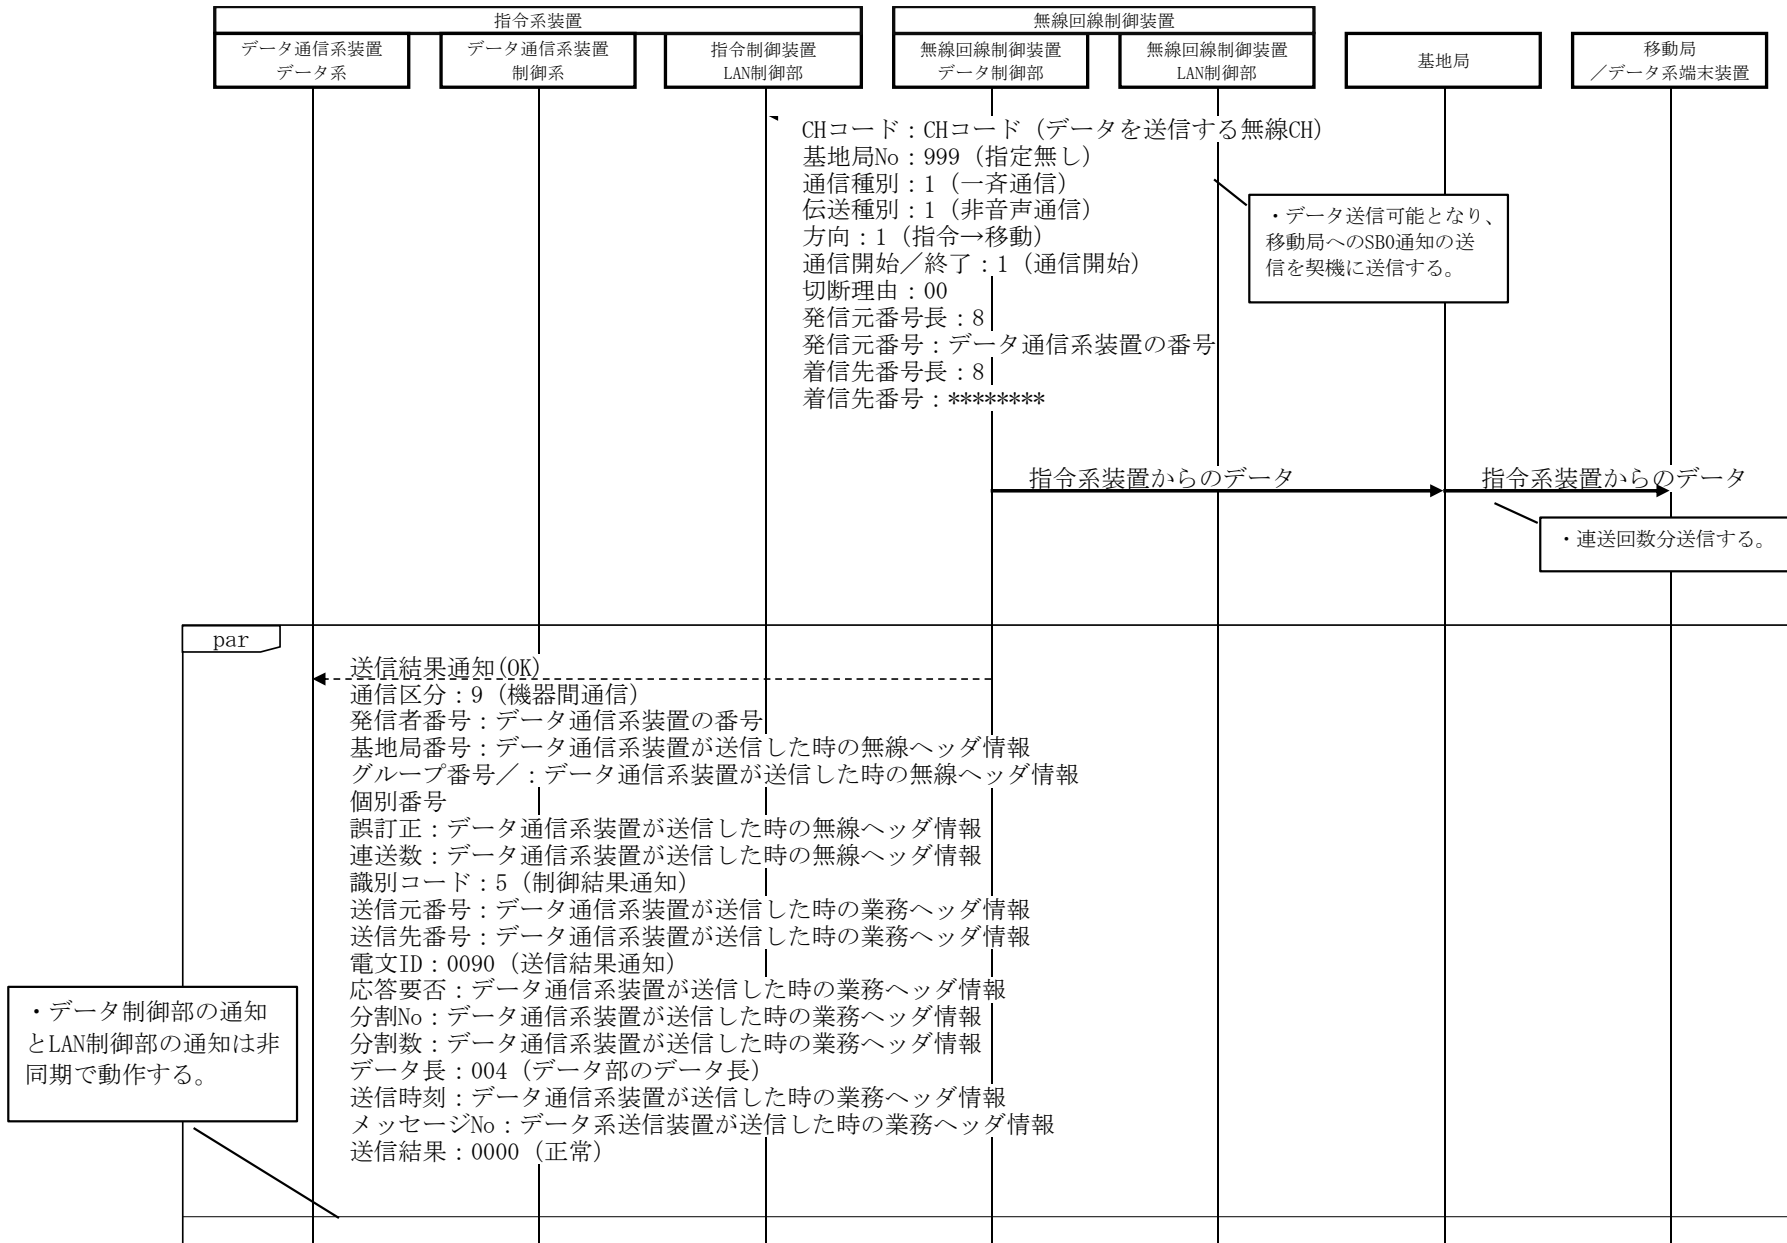 指令系装置
無線回線制御装置
データ通信系装置
データ系
データ通信系装置
制御系
指令制御装置
LAN制御部
無線回線制御装置
データ制御部
無線回線制御装置
LAN制御部
基地局
移動局
／データ系端末装置
CHコード：CHコード（データを送信する無線CH）
基地局No：999（指定無し）
通信種別：1（一斉通信）
伝送種別：1（非音声通信）
方向：1（指令→移動）
通信開始／終了：1（通信開始）
切断理由：00
発信元番号長：8
発信元番号：データ通信系装置の番号
着信先番号長：8
着信先番号：********
・データ送信可能となり、
移動局へのSB0通知の送
信を契機に送信する。
指令系装置からのデータ
指令系装置からのデータ
・連送回数分送信する。
par
送信結果通知(OK)
通信区分：9（機器間通信）
発信者番号：データ通信系装置の番号
基地局番号：データ通信系装置が送信した時の無線ヘッダ情報
グループ番号／：データ通信系装置が送信した時の無線ヘッダ情報
個別番号
誤訂正：データ通信系装置が送信した時の無線ヘッダ情報
連送数：データ通信系装置が送信した時の無線ヘッダ情報
識別コード：5（制御結果通知）
送信元番号：データ通信系装置が送信した時の業務ヘッダ情報
送信先番号：データ通信系装置が送信した時の業務ヘッダ情報
電文ID：0090（送信結果通知）
応答要否：データ通信系装置が送信した時の業務ヘッダ情報
分割No：データ通信系装置が送信した時の業務ヘッダ情報
分割数：データ通信系装置が送信した時の業務ヘッダ情報
データ長：004（データ部のデータ長）
送信時刻：データ通信系装置が送信した時の業務ヘッダ情報
メッセージNo：データ系送信装置が送信した時の業務ヘッダ情報
送信結果：0000（正常）
・データ制御部の通知
とLAN制御部の通知は非
同期で動作する。